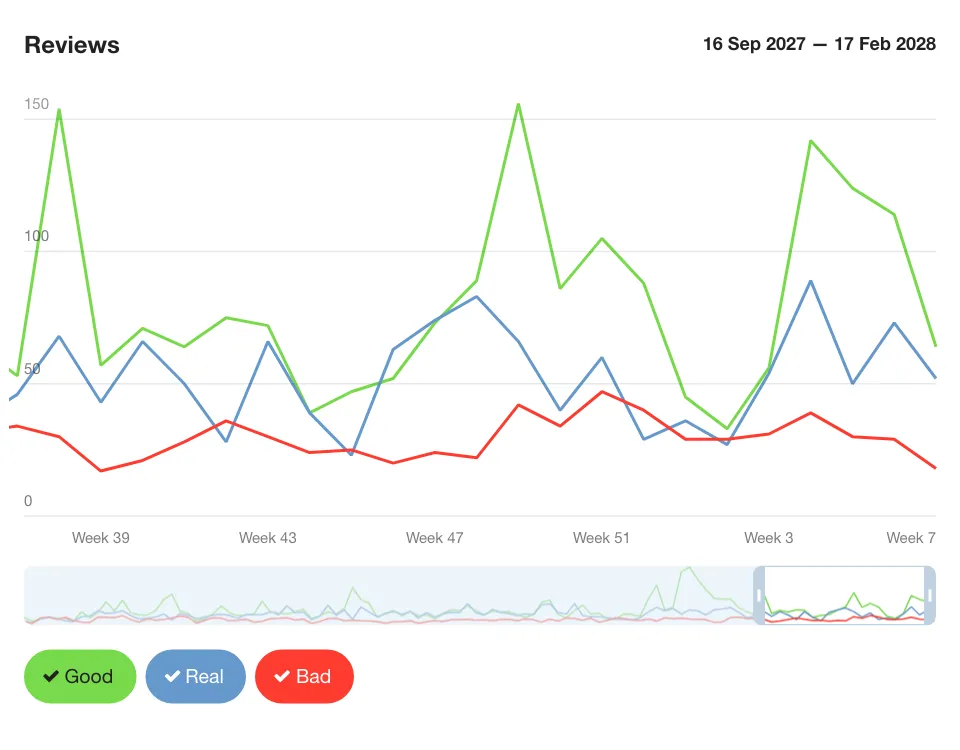 Reviews
16 Sep 2027 — 17 Feb 2028
150
100
50
0
Week 39 Week 43 Week 47 Week 51 Week 3 Week 7
Good Real Bad